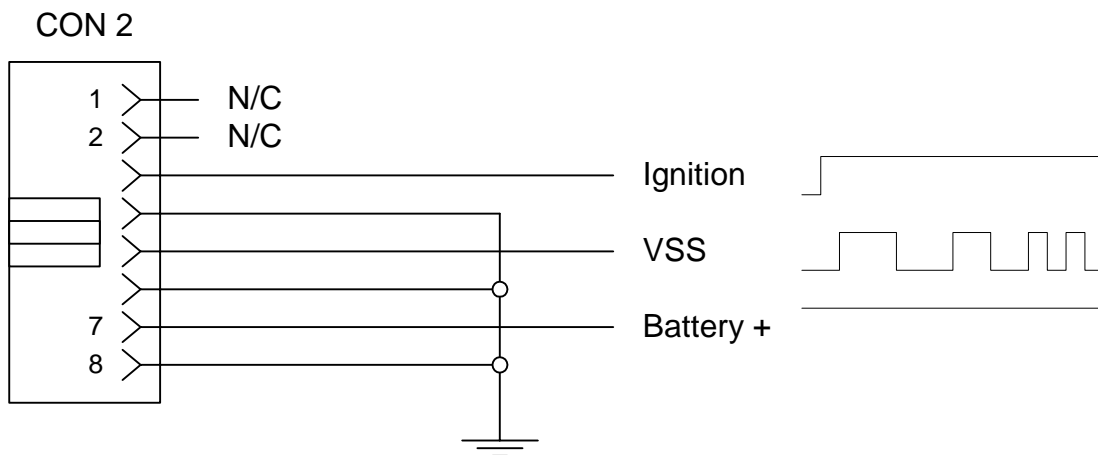 CON 2
1 N/C
2 N/C
Ignition
VSS
7 Battery +
8